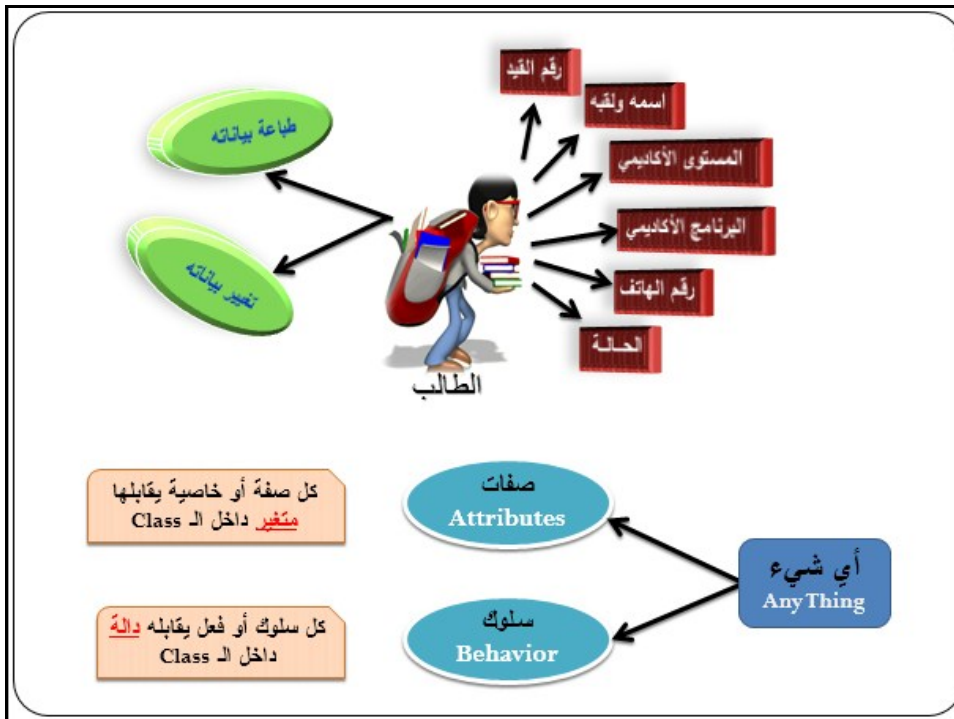 رقم القيد
اسمه ولقبه
المستوى الأكاديمي
البرنامج الأكاديمي
رقم الهاتف
الحالة
طباعة بياناته
تغيير بياناته
الطالب
أي شيء
AnyThing
صفات
Attributes
كل صفة أو خاصية يقابلها
متغير داخل الـ Class
سلوك
Behavior
كل سلوك أو فعل يقابله دالة
داخل الـ Class